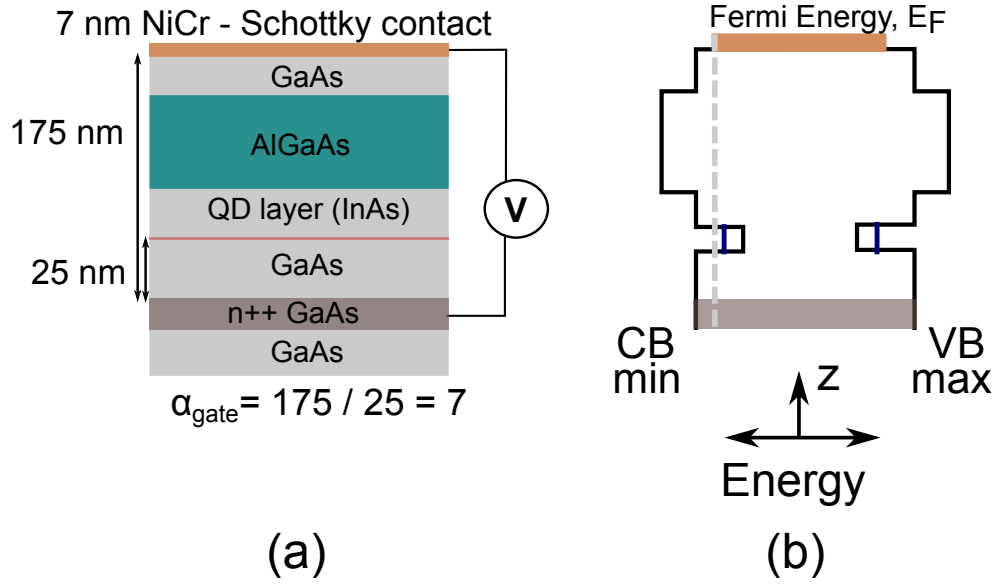 7 nm NiCr - Schottky contact
GaAs
175 nm
AlGaAs
QD layer (InAs)
V
25 nm
GaAs
n++ GaAs
GaAs
αgate= 175 / 25 = 7
(a)
Fermi Energy, EF
CB
min
VB
max
z
Energy
(b)